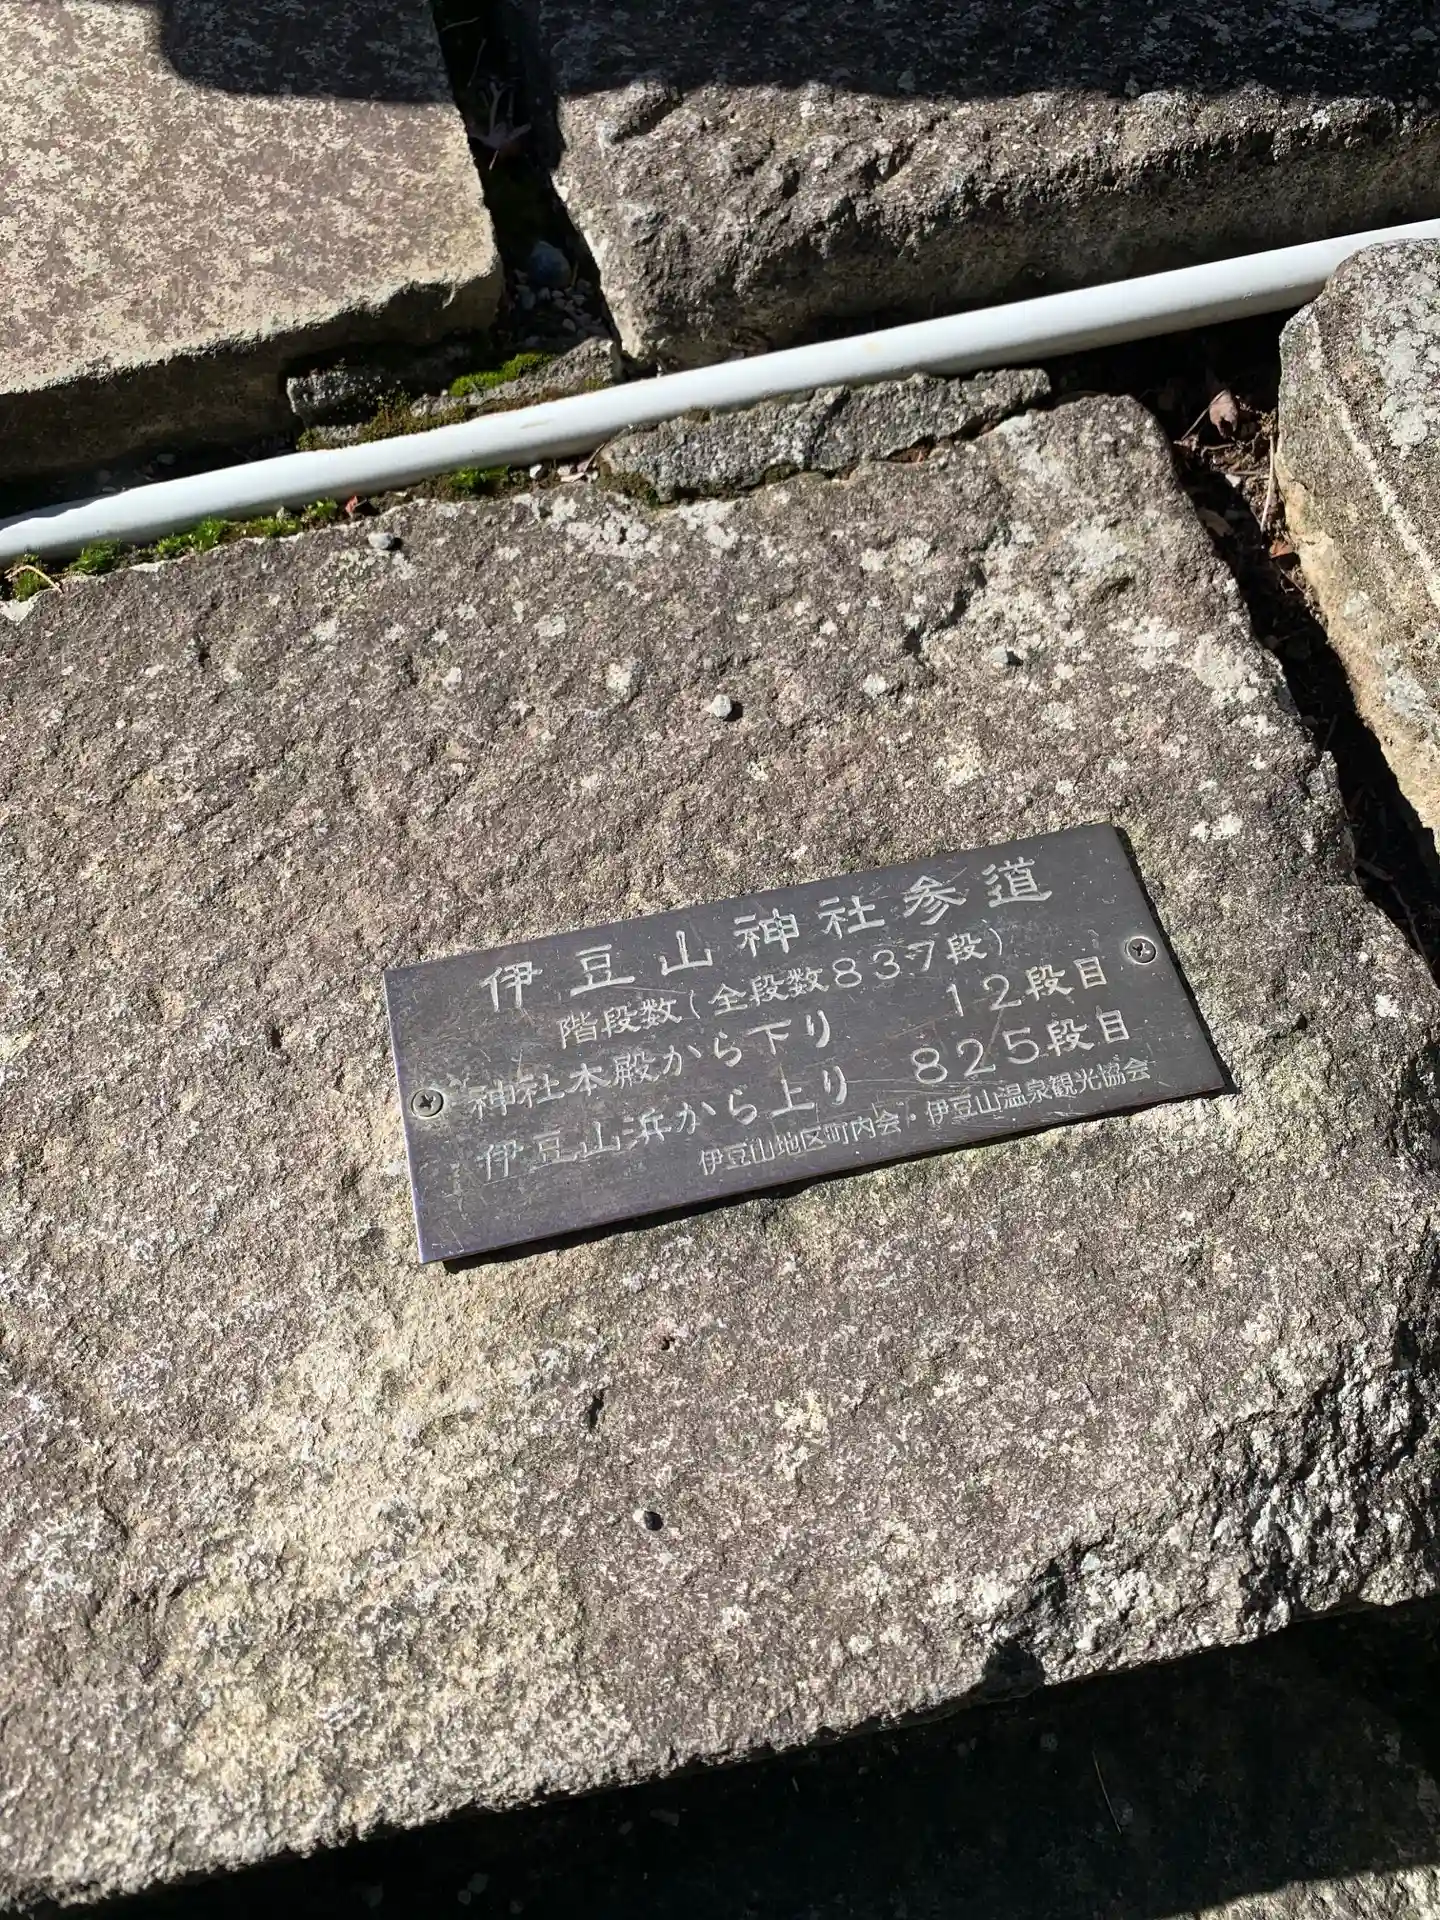 伊豆山神社参道
階段数(全段数837段)
神社本殿から下り 12段目
伊豆山浜から上り 825段目
伊豆山地区町内会・伊豆山温泉観光協会